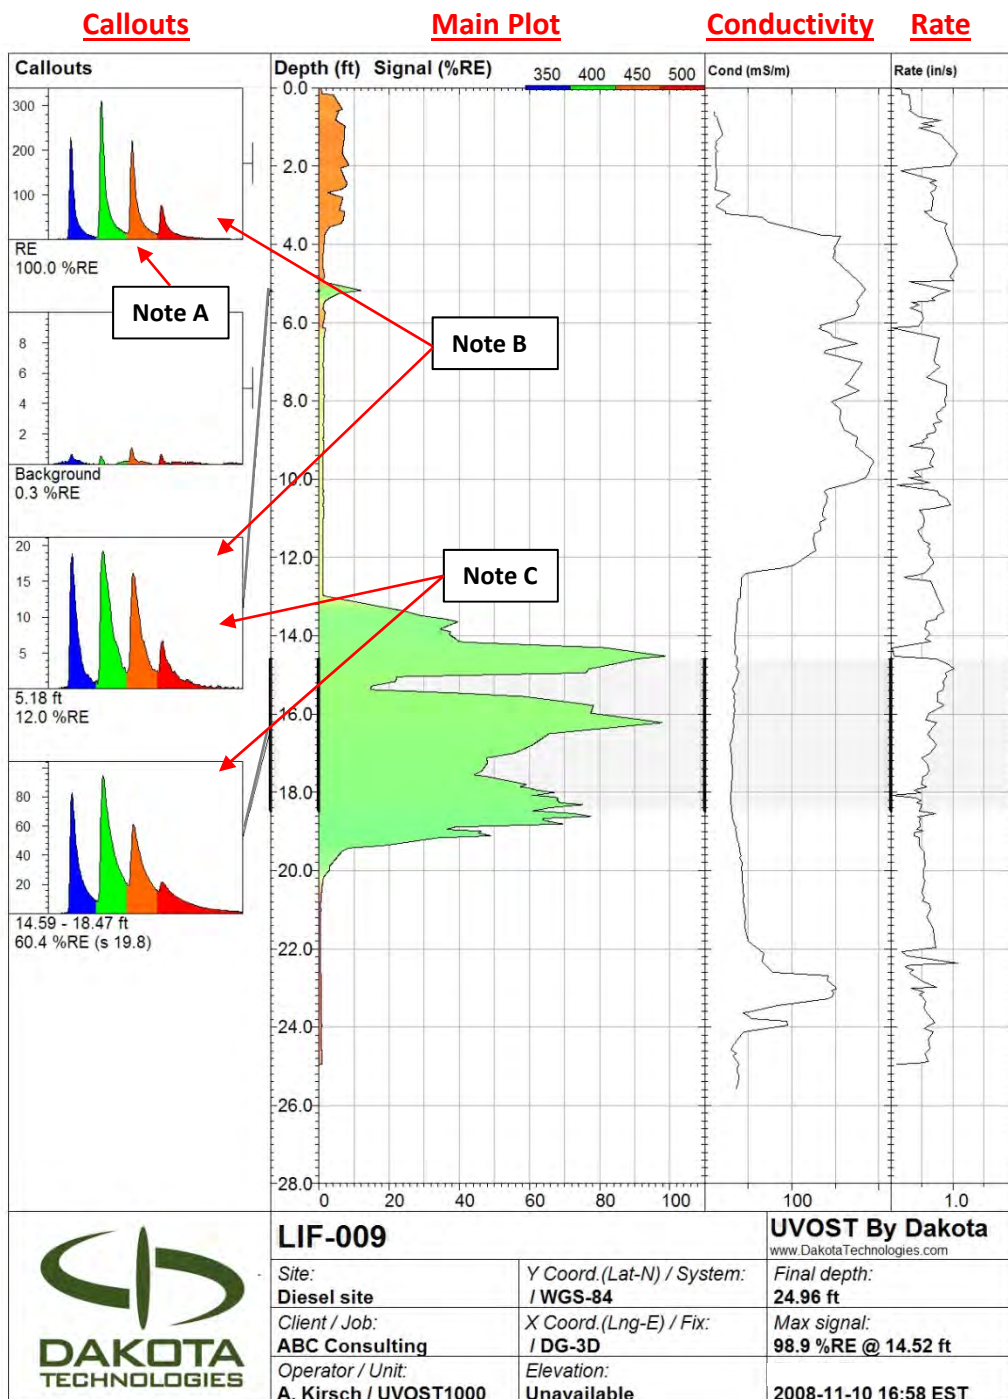 Callouts
Main Plot
Conductivity
Rate
Callouts
Depth (ft)
Signal (%RE)
350
400
450
500
Cond (mS/m)
Rate (in/s)
300
200
100
RE
100.0 %RE
Note A
8
6
4
2
Background
0.3 %RE
Note B
20
15
10
5
5.18 ft
12.0 %RE
Note C
80
60
40
20
14.59 - 18.47 ft
60.4 %RE (s 19.8)
0.0
2.0
4.0
6.0
8.0
10.0
12.0
14.0
16.0
18.0
20.0
22.0
24.0
26.0
28.0
0
20
40
60
80
100
100
1.0
DAKOTA
TECHNOLOGIES
LIF-009
UVOST By Dakota
www.DakotaTechnologies.com
Site:
Diesel site
Y Coord.(Lat-N) / System:
/ WGS-84
Final depth:
24.96 ft
Client / Job:
ABC Consulting
X Coord.(Lng-E) / Fix:
/ DG-3D
Max signal:
98.9 %RE @ 14.52 ft
Operator / Unit:
A. Kirsch / UVOST1000
Elevation:
Unavailable
2008-11-10 16:58 EST